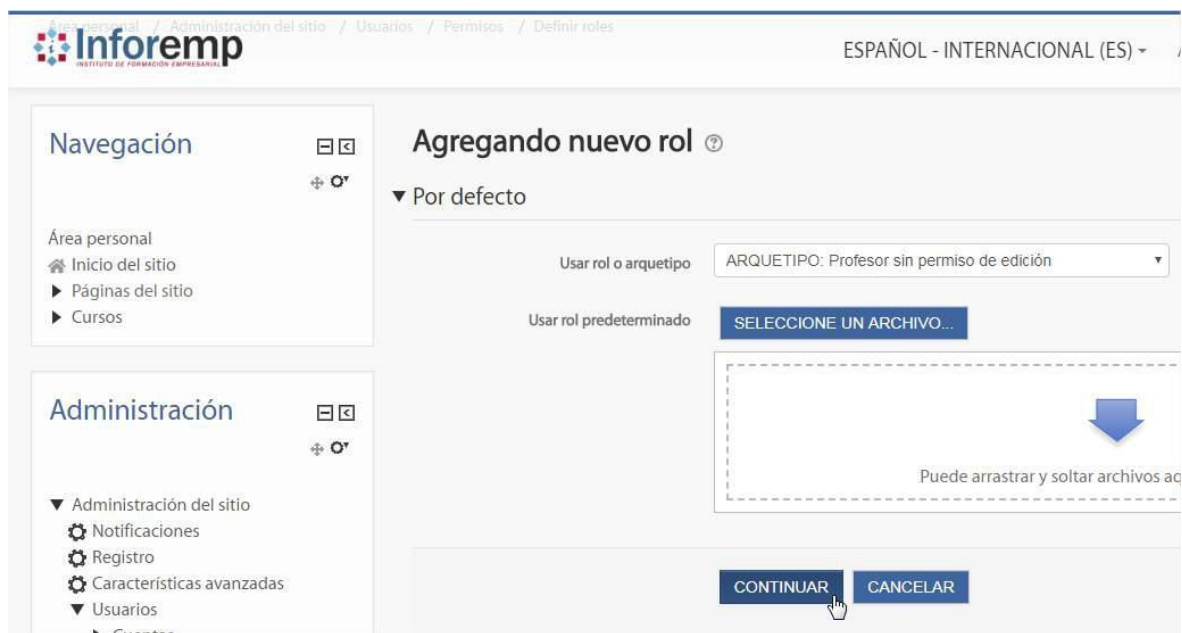 Área personal / Administración del sitio / Usuarios / Permisos / Definir roles
Inforemp
INSTITUTO DE FORMACIÓN EMPRESARIAL
ESPAÑOL - INTERNACIONAL (ES)
Navegación
Área personal
Inicio del sitio
Páginas del sitio
Cursos
Administración
Administración del sitio
Notificaciones
Registro
Características avanzadas
Usuarios
Agregando nuevo rol
Por defecto
Usar rol o arquetipo
ARQUETIPO: Profesor sin permiso de edición
Usar rol predeterminado
SELECCIONE UN ARCHIVO...
Puede arrastrar y soltar archivos aq
CONTINUAR CANCELAR